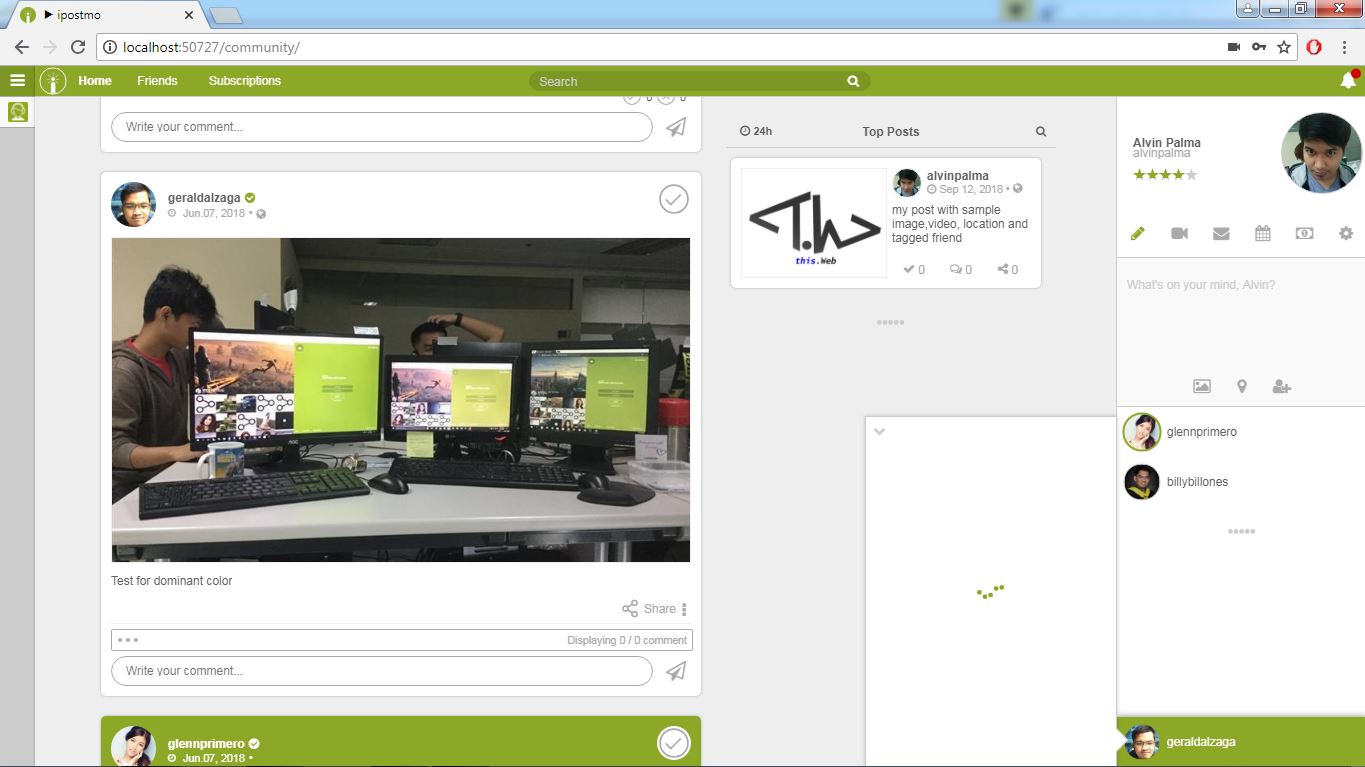 ipostmo
localhost:50727/community/
Home Friends Subscriptions
Search
0 0
Write your comment...
geraldalzaga
Jun.07, 2018 •
Test for dominant color
Share
Displaying 0 / 0 comment
Write your comment...
glennprimero
Jun.07, 2018 •
24h Top Posts
<T.h>
this.Web
alvinpalma
Sep 12, 2018 •
my post with sample
image,video, location and
tagged friend
0 0 0
Alvin Palma
alvinpalma
What's on your mind, Alvin?
glennprimero
billybillones
geraldalzaga